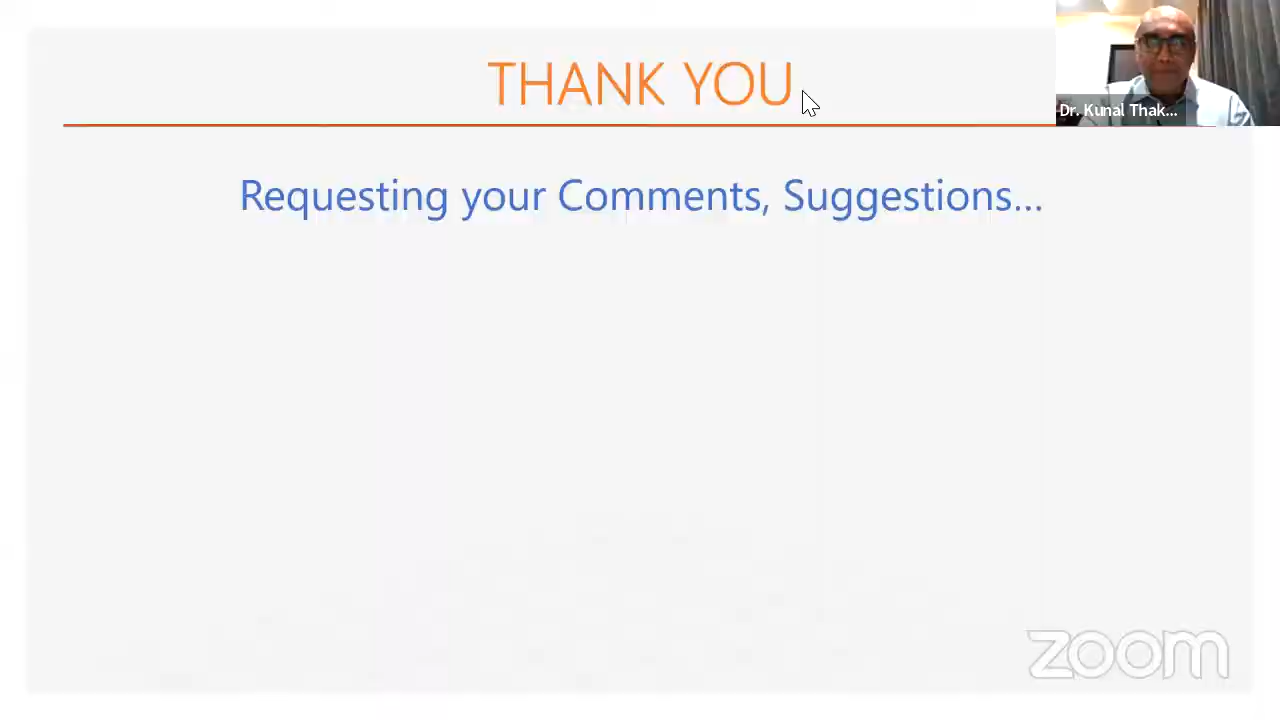 THANK YOU
Dr. Kunal Thak...
Requesting your Comments, Suggestions...
zoom